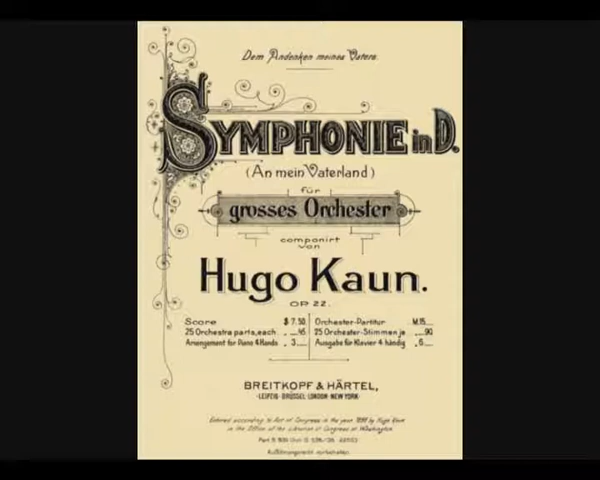 Dem Andenken meines Vaters.
SYMPHONIE in D.
(An mein Vaterland)
für
grosses Orchester
componirt
von
Hugo Kaun.
OP 22.
Score $ 7.50 Orchester-Partitur M.15
25 Orchestra parts, each .45 25 Orchester-Stimmen je .90
Arrangement for Piano 4 Hands . 3 Ausgabe für Klavier 4 händig . 6
BREITKOPF & HÄRTEL,
LEIPZIG · BRÜSSEL · LONDON · NEW YORK
Entered according to Act of Congress in the year by Hugo Kaun
in the Office of the Librarian of Congress at Washington
Aufführungsrecht vorbehalten.